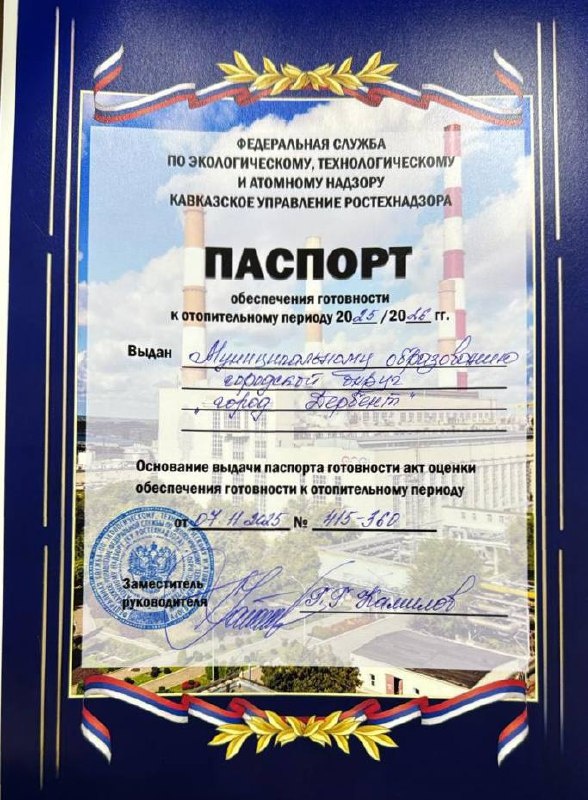 ФЕДЕРАЛЬНАЯ СЛУЖБА
ПО ЭКОЛОГИЧЕСКОМУ, ТЕХНОЛОГИЧЕСКОМУ
И АТОМНОМУ НАДЗОРУ
КАВКАЗСКОЕ УПРАВЛЕНИЕ РОСТЕХНАДЗОРА
ПАСПОРТ
обеспечения готовности
к отопительному периоду 2025/2026 гг.
Выдан Муниципальному образованию
городской округ
"город Дербент"
Основание выдачи паспорта готовности акт оценки
обеспечения готовности к отопительному периоду
от 07.11.2025 № 415-360
Заместитель
руководителя Г.Г Камилов